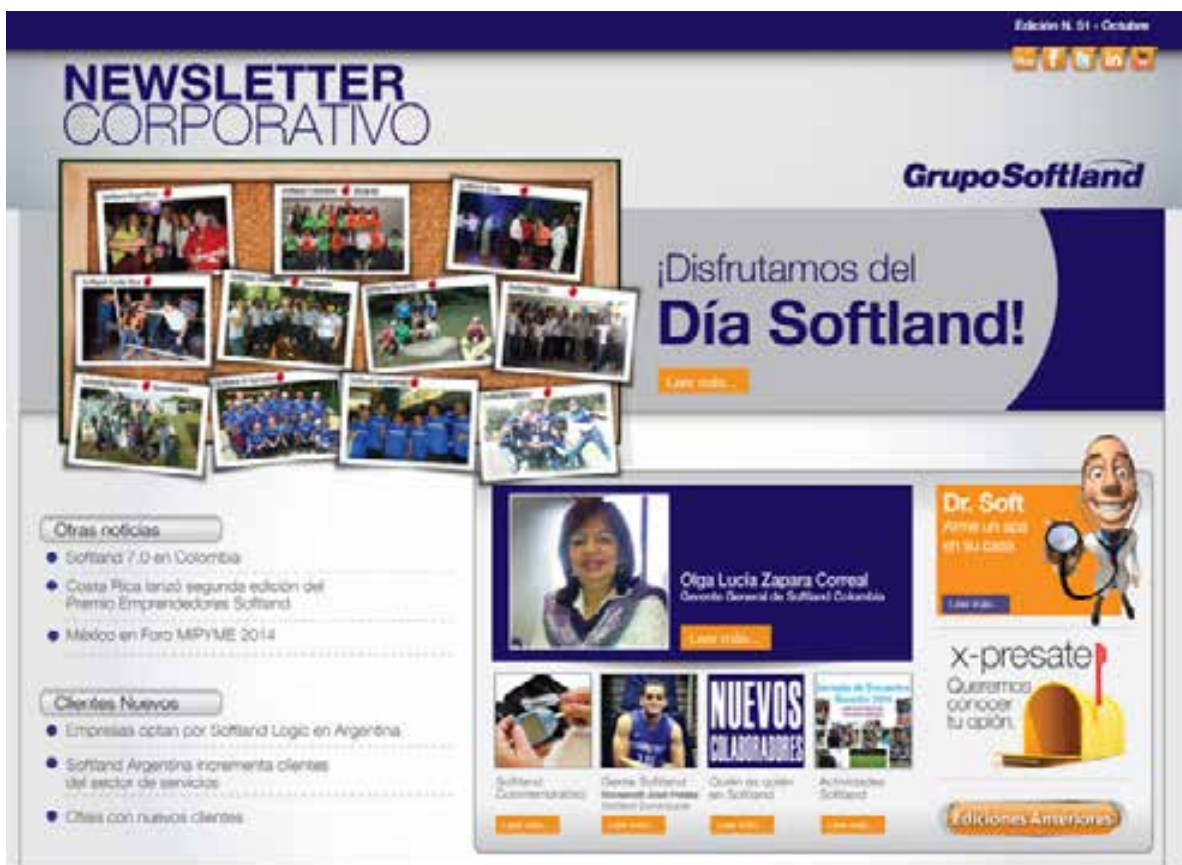 Edición N. 51 - Octubre
NEWSLETTER
CORPORATIVO
GrupoSoftland
¡Disfrutamos del
Día Softland!
Leer más...
Otras noticias
Softland 7.0 en Colombia
Costa Rica lanzó segunda edición del
Premio Emprendedores Softland
México en Foro MIPYME 2014
Clientes Nuevos
Empresas optan por Softland Logic en Argentina
Softland Argentina incrementa clientes
del sector de servicios
con nuevos clientes
Olga Lucia Zapara Correal
Gerente General de Softland Colombia
Leer más...
Dr. Soft
Arme un spa
en su casa
Leer más...
x-presate
Queremos
conocer
tu opión.
NUEVOS
COLABORADORES
Softland
Conmemorativo
Leer más...
Gente Softland
Leer más...
Quién es quién
en Softland
Leer más...
Actividades
Softland
Leer más...
Ediciones Anteriores